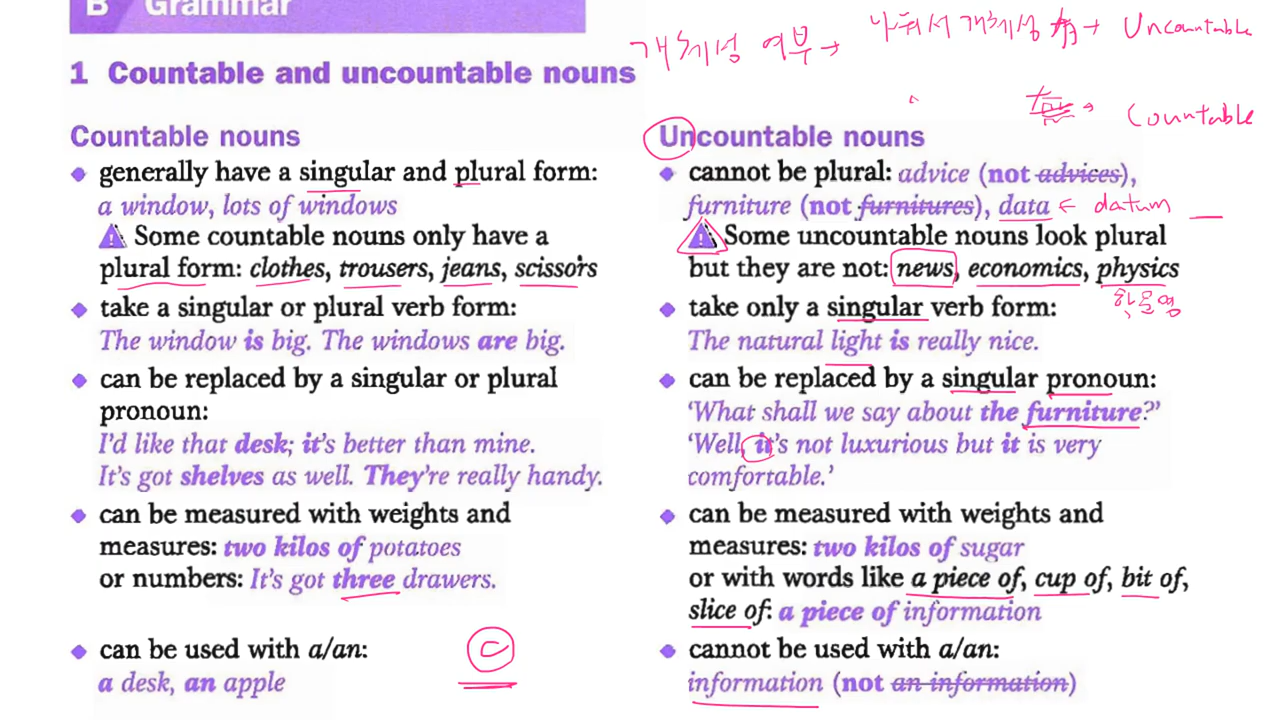 B Grammar
개체성 여부 → 나눠서 개체성 有 → Uncountable
1 Countable and uncountable nouns
→ Countable
Countable nouns
◆ generally have a singular and plural form:
a window, lots of windows
Some countable nouns only have a
plural form: clothes, trousers, jeans, scissors
◆ take a singular or plural verb form:
The window is big. The windows are big.
◆ can be replaced by a singular or plural
pronoun:
I'd like that desk; it's better than mine.
It's got shelves as well. They're really handy.
◆ can be measured with weights and
measures: two kilos of potatoes
or numbers: It's got three drawers.
◆ can be used with a/an:
a desk, an apple
Uncountable nouns
◆ cannot be plural: advice (not advices),
furniture (not furnitures), data ← datum
Some uncountable nouns look plural
but they are not: news, economics, physics
학문명
◆ take only a singular verb form:
The natural light is really nice.
◆ can be replaced by a singular pronoun:
'What shall we say about the furniture?'
'Well, it's not luxurious but it is very
comfortable.'
◆ can be measured with weights and
measures: two kilos of sugar
or with words like a piece of, cup of, bit of,
slice of: a piece of information
◆ cannot be used with a/an:
information (not an information)